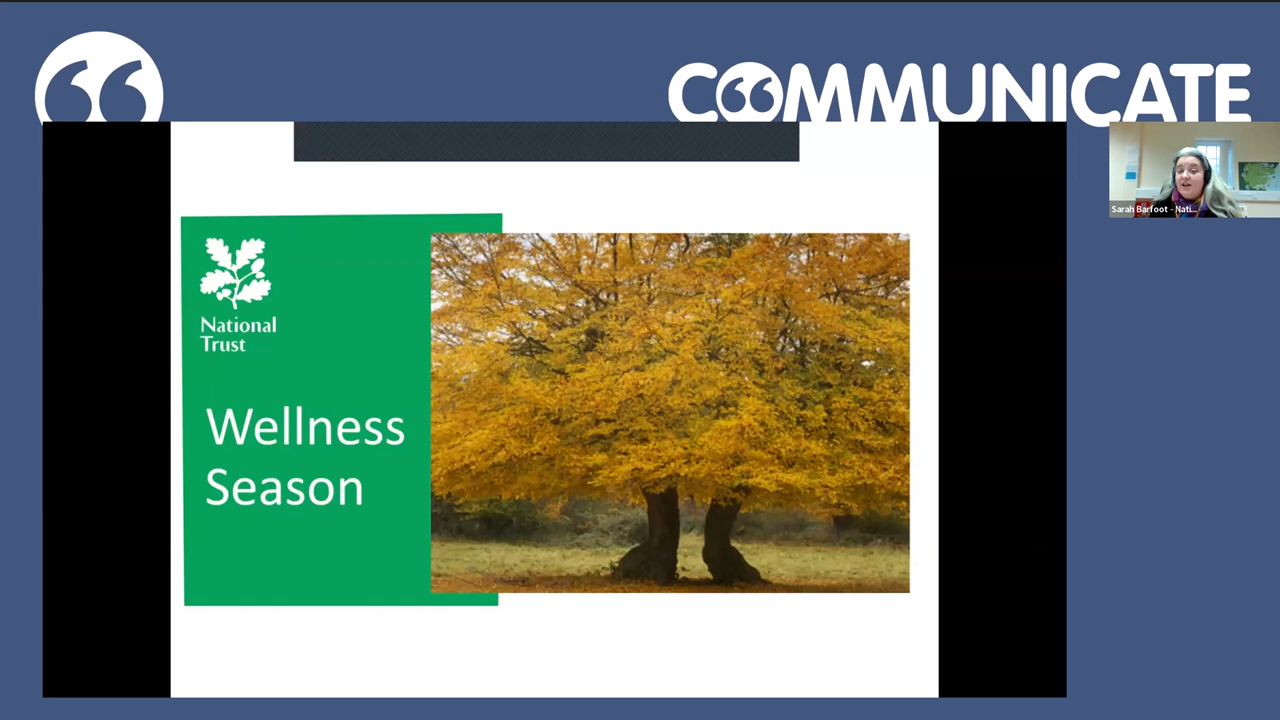 COMMUNICATE
Sarah Barfoot - Nati...
National
Trust
Wellness
Season